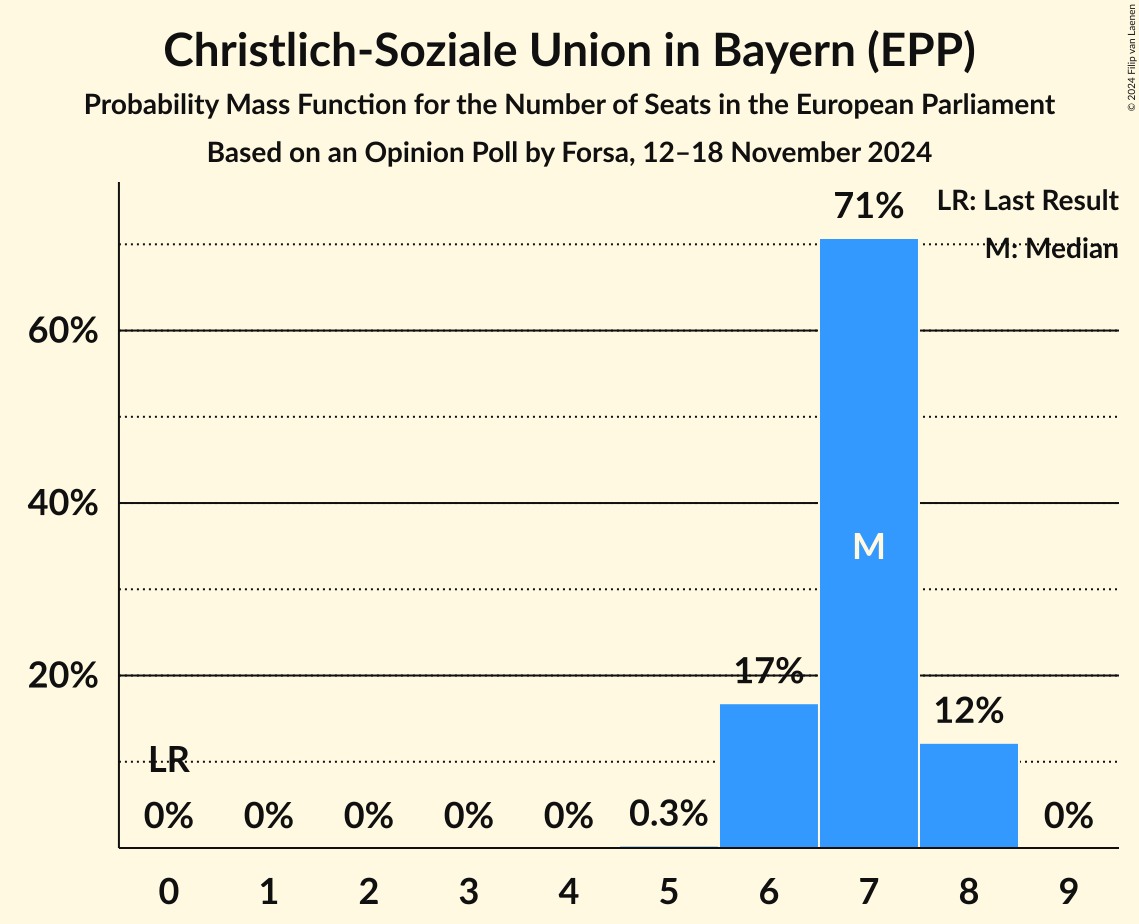 Christlich-Soziale Union in Bayern (EPP)
Probability Mass Function for the Number of Seats in the European Parliament
Based on an Opinion Poll by Forsa, 12–18 November 2024
© 2024 Filip van Laenen
LR: Last Result
M: Median
71%
60%
40%
20%
M
17%
12%
LR
0%
0%
0%
0%
0%
0.3%
0%
0 1 2 3 4 5 6 7 8 9